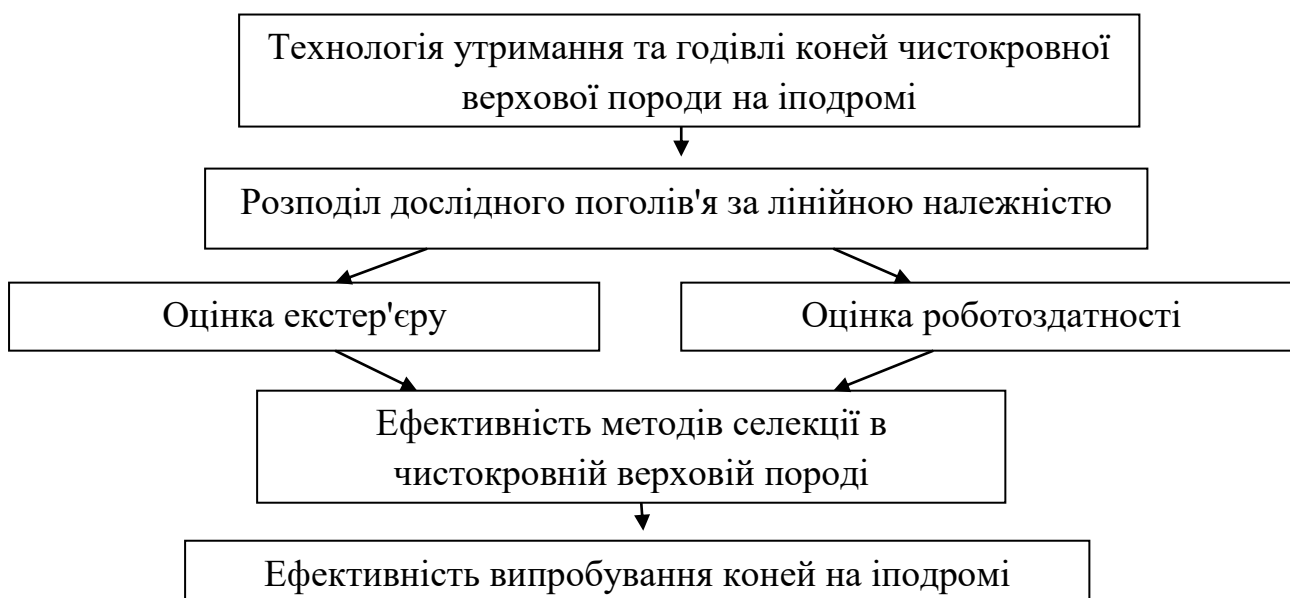 Технологія утримання та годівлі коней чистокровної
верхової породи на іподромі
Розподіл дослідного поголів'я за лінійною належністю
Оцінка екстер'єру
Оцінка роботоздатності
Ефективність методів селекції в
чистокровній верховій породі
Ефективність випробування коней на іподромі